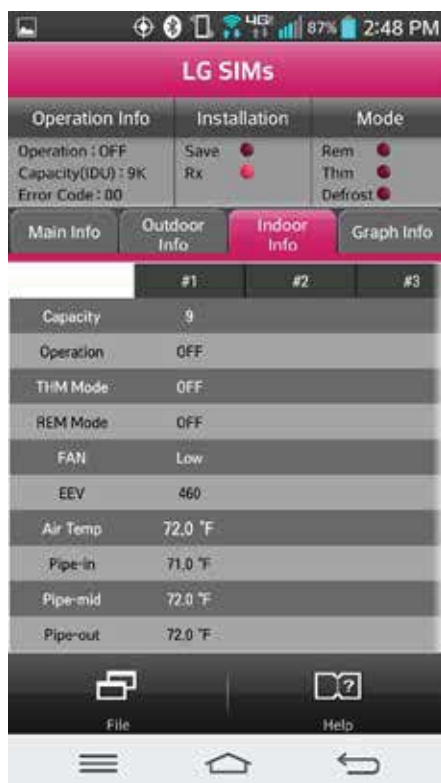 4G 87% 2:48 PM
LG SIMs
Operation Info Installation Mode
Operation : OFF Save Rem
Capacity(IDU) : 9K Rx Thm
Error Code : 00 Defrost
Main Info Outdoor Info Indoor Info Graph Info
#1 #2 #3
Capacity 9
Operation OFF
THM Mode OFF
REM Mode OFF
FAN Low
EEV 460
Air Temp 72.0 °F
Pipe-in 71.0 °F
Pipe-mid 72.0 °F
Pipe-out 72.0 °F
File Help